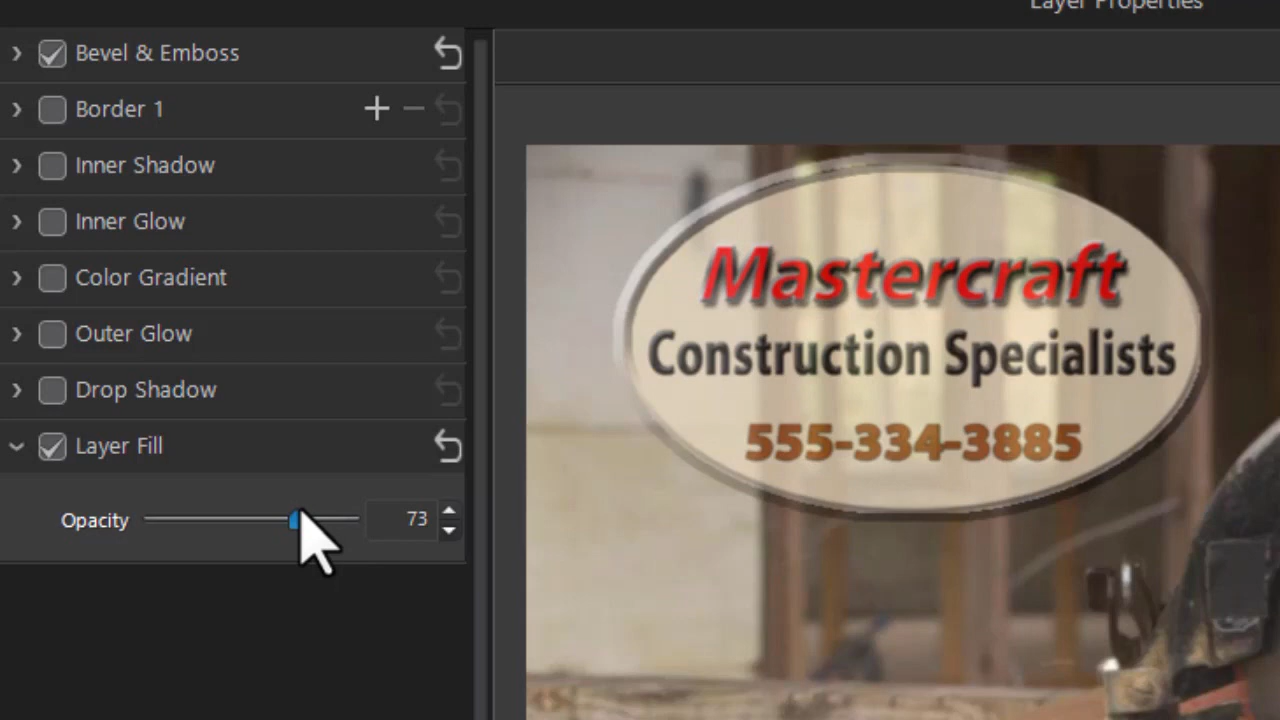 Layer Properties
Bevel & Emboss
Border 1
Inner Shadow
Inner Glow
Color Gradient
Outer Glow
Drop Shadow
Layer Fill
Opacity 73
Mastercraft
Construction Specialists
555-334-3885